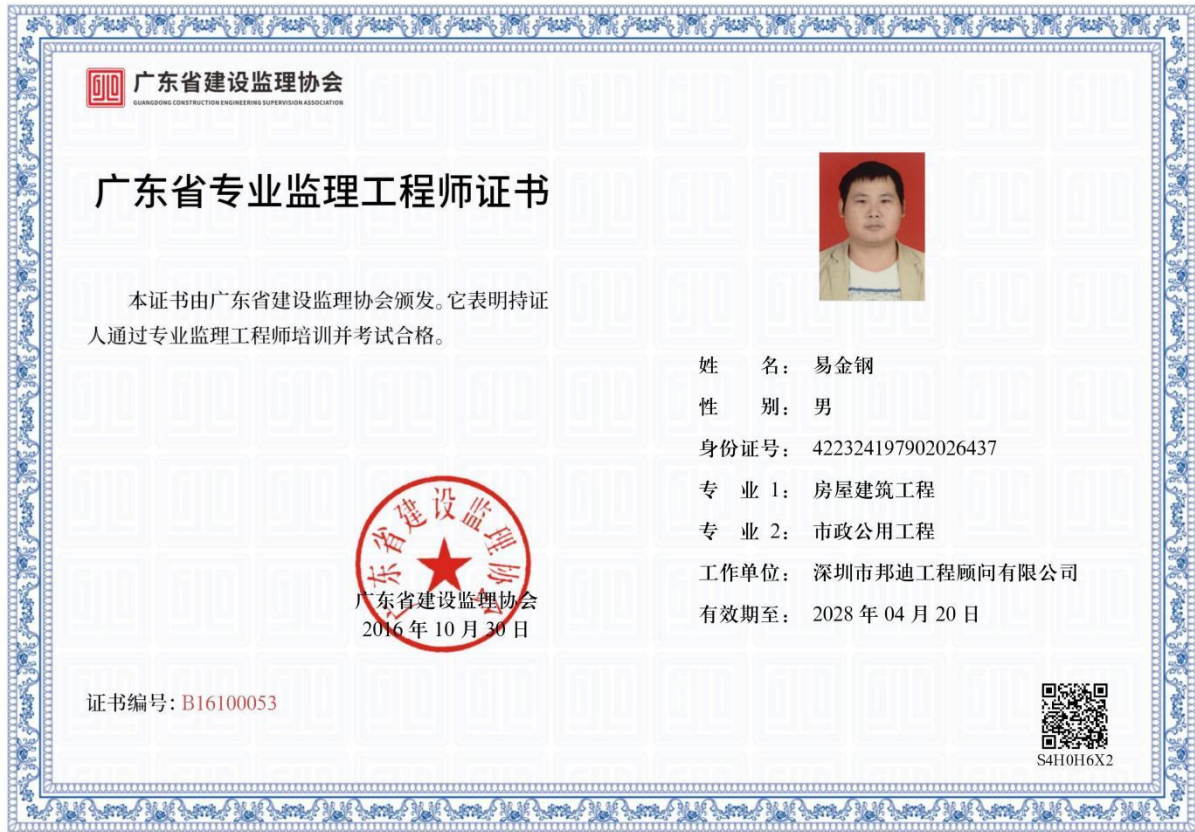 广东省建设监理协会
GUANGDONG CONSTRUCTION ENGINEERING SUPERVISION ASSOCIATION
广东省专业监理工程师证书
本证书由广东省建设监理协会颁发。它表明持证
人通过专业监理工程师培训并考试合格。
姓 名： 易金钢
性 别： 男
身份证号： 422324197902026437
专 业 1： 房屋建筑工程
专 业 2： 市政公用工程
工作单位： 深圳市邦迪工程顾问有限公司
有效期至： 2028 年 04 月 20 日
广东省建设监理协会
广东省建设监理协会
2016 年 10 月 30 日
证书编号: B16100053
S4H0H6X2